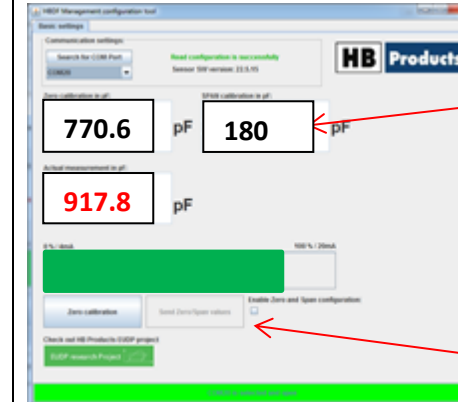 HBDF Management configuration tool
Basic settings
Communication settings:
Search for COM-Port
Read configuration is successfully
Sensor SW version: 22.5.15
HB Products
Zero calibration in pF:
SPAN calibration in pF:
770.6 pF 180 pF
Actual measurement in pF:
917.8 pF
0 % / 4mA
100 % / 20mA
Zero calibration
Send Zero/Span values
Enable Zero and Span configuration:
Check out HB Products EUDP project
EUDP research Project